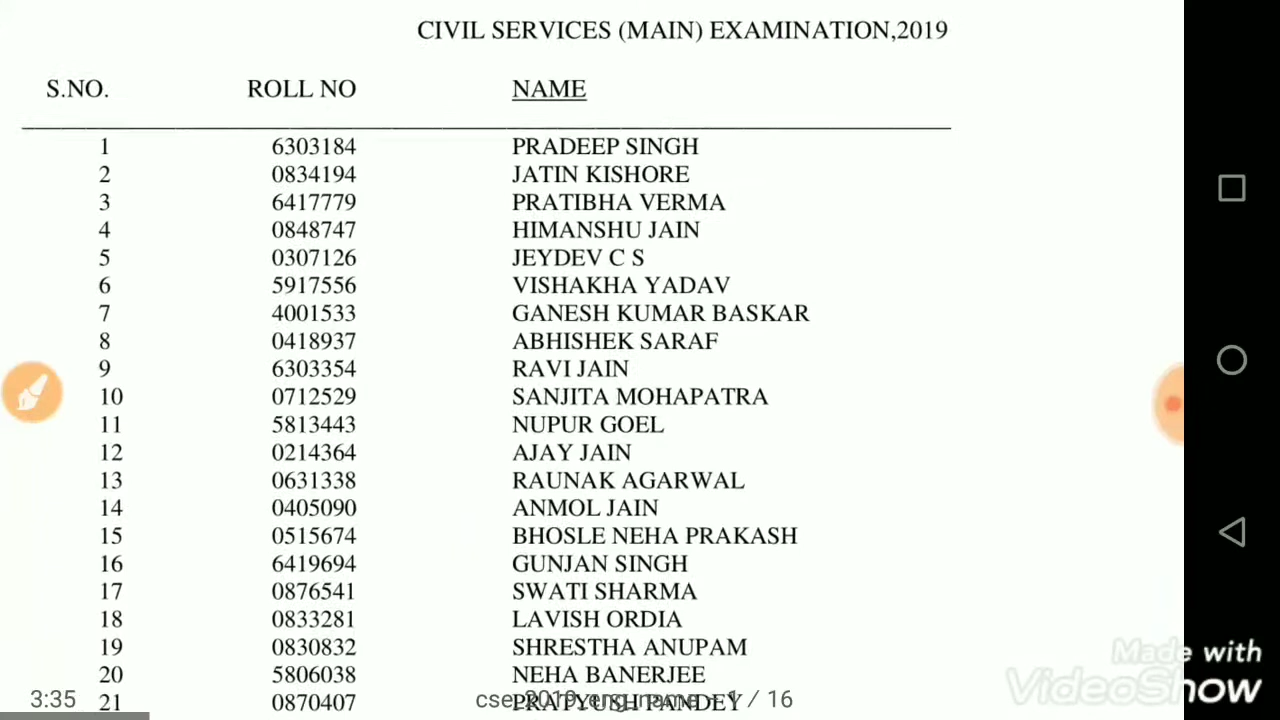 CIVIL SERVICES (MAIN) EXAMINATION,2019
S.NO. ROLL NO NAME
1 6303184 PRADEEP SINGH
2 0834194 JATIN KISHORE
3 6417779 PRATIBHA VERMA
4 0848747 HIMANSHU JAIN
5 0307126 JEYDEV C S
6 5917556 VISHAKHA YADAV
7 4001533 GANESH KUMAR BASKAR
8 0418937 ABHISHEK SARAF
9 6303354 RAVI JAIN
10 0712529 SANJITA MOHAPATRA
11 5813443 NUPUR GOEL
12 0214364 AJAY JAIN
13 0631338 RAUNAK AGARWAL
14 0405090 ANMOL JAIN
15 0515674 BHOSLE NEHA PRAKASH
16 6419694 GUNJAN SINGH
17 0876541 SWATI SHARMA
18 0833281 LAVISH ORDIA
19 0830832 SHRESTHA ANUPAM
20 5806038 NEHA BANERJEE
21 0870407 PRATYUSH PANDEY
3:35 cse_2019_eng_name - 1 / 16
Made with
VideoShow